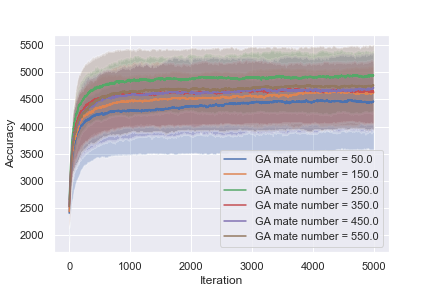 5500
5000
4500
4000
3500
3000
2500
2000
Accuracy
GA mate number = 50.0
GA mate number = 150.0
GA mate number = 250.0
GA mate number = 350.0
GA mate number = 450.0
GA mate number = 550.0
0 1000 2000 3000 4000 5000
Iteration